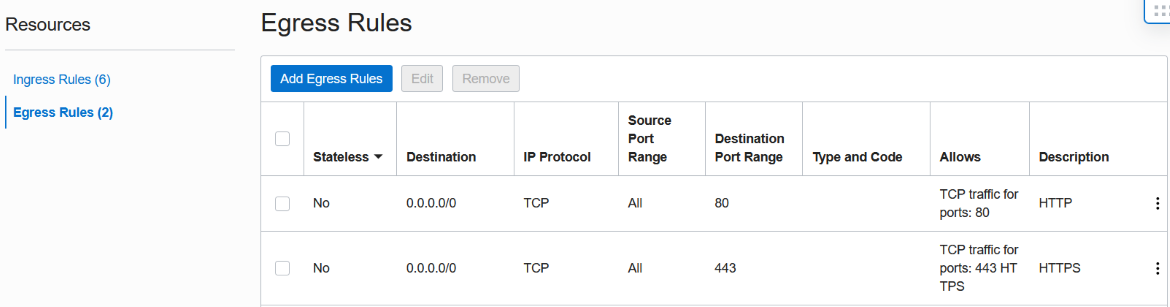 Resources
Ingress Rules (6)
Egress Rules (2)
Egress Rules
Add Egress Rules Edit Remove
Stateless Destination IP Protocol Source Port Range Destination Port Range Type and Code Allows Description
No 0.0.0.0/0 TCP All 80 TCP traffic for ports: 80 HTTP
No 0.0.0.0/0 TCP All 443 TCP traffic for ports: 443 HTTPS HTTPS